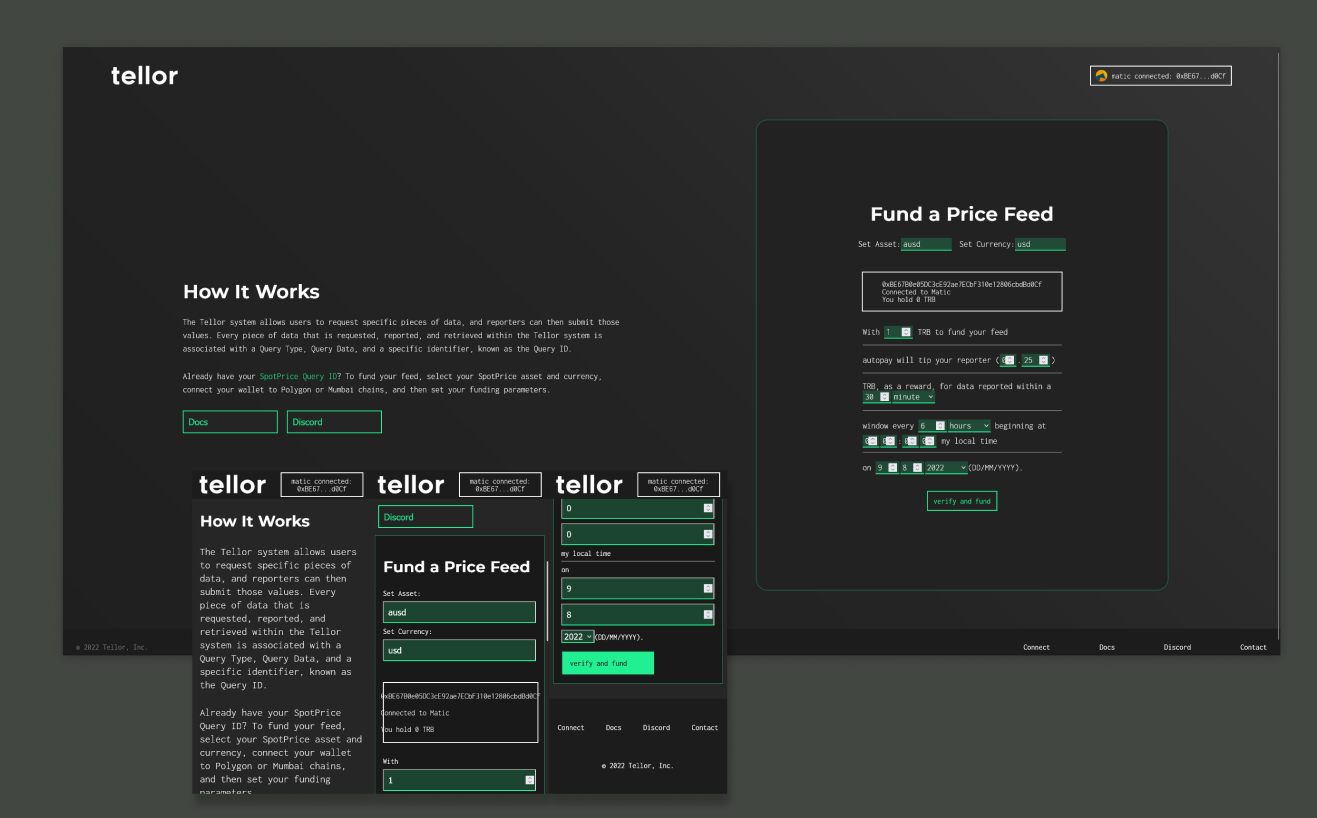 tellor
matic connected: 0xBE67...d0Cf
How It Works
The Tellor system allows users to request specific pieces of data, and reporters can then submit those
values. Every piece of data that is requested, reported, and retrieved within the Tellor system is
associated with a Query Type, Query Data, and a specific identifier, known as the Query ID.
Already have your SpotPrice Query ID? To fund your feed, select your SpotPrice asset and currency,
connect your wallet to Polygon or Mumbai chains, and then set your funding parameters.
Docs Discord
Fund a Price Feed
Set Asset: ausd Set Currency: usd
0xBE67B0e05DC3cE92ae7ECbF310e12806cbdBd0Cf
Connected to Matic
You hold 0 TRB
With 1 TRB to fund your feed
autopay will tip your reporter ( . 25 )
TRB, as a reward, for data reported within a
30 minute
window every 6 hours beginning at
: my local time
on 9 8 2022 (DD/MM/YYYY).
verify and fund
© 2022 Tellor, Inc.
Connect Docs Discord Contact
tellor
matic connected:
0xBE67...d0Cf
How It Works
The Tellor system allows users
to request specific pieces of
data, and reporters can then
submit those values. Every
piece of data that is
requested, reported, and
retrieved within the Tellor
system is associated with a
Query Type, Query Data, and a
specific identifier, known as
the Query ID.
Already have your SpotPrice
Query ID? To fund your feed,
select your SpotPrice asset and
currency, connect your wallet
to Polygon or Mumbai chains,
and then set your funding
parameters
tellor
matic connected:
0xBE67...d0Cf
Discord
Fund a Price Feed
Set Asset:
ausd
Set Currency:
usd
0xBE67B0e05DC3cE92ae7ECbF310e12806cbdBd0Cf
Connected to Matic
You hold 0 TRB
With
1
tellor
matic connected:
0xBE67...d0Cf
0
0
my local time
on
9
8
2022 (DD/MM/YYYY).
verify and fund
Connect Docs Discord Contact
© 2022 Tellor, Inc.